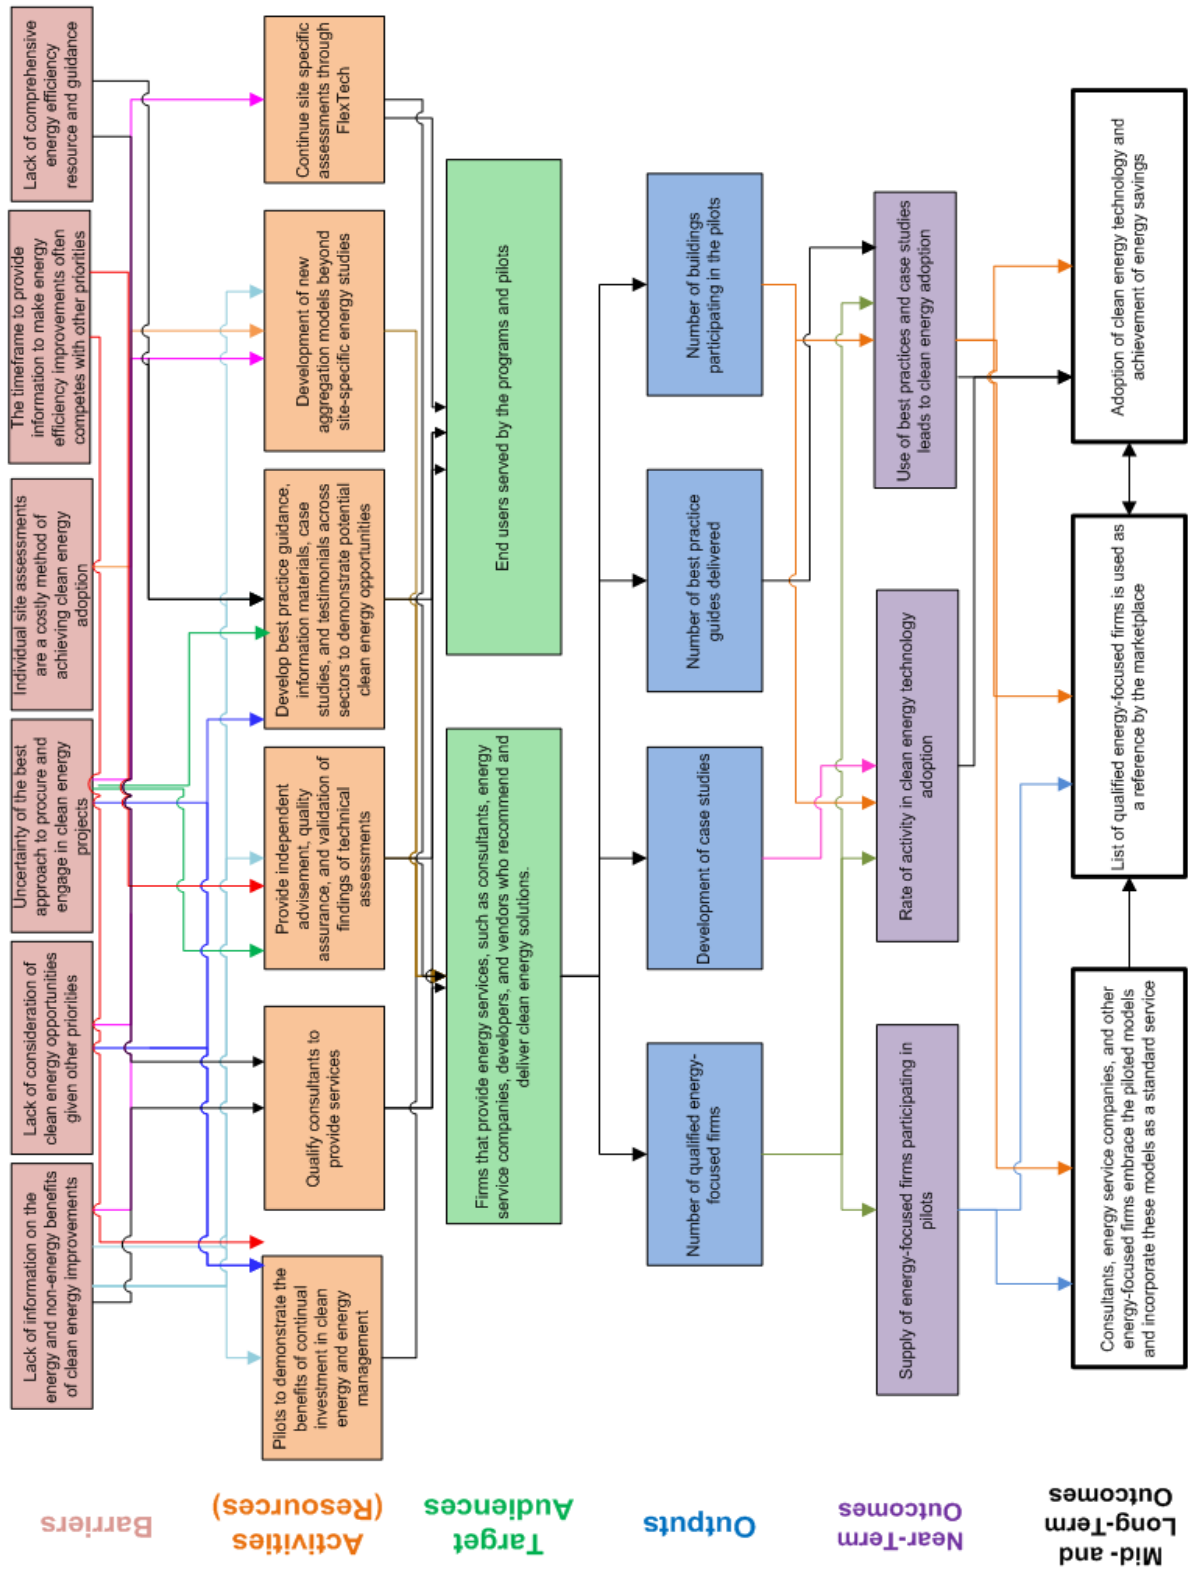 Barriers
Lack of information on the
energy and non-energy benefits
of clean energy improvements
Lack of consideration of
clean energy opportunities
given other priorities
Uncertainty of the best
approach to procure and
engage in clean energy
projects
Individual site assessments
are a costly method of
achieving clean energy
adoption
The timeframe to provide
information to make energy
efficiency improvements often
competes with other priorities
Lack of comprehensive
energy efficiency
resource and guidance
Activities
(Resources)
Pilots to demonstrate the
benefits of continual
investment in clean
energy and energy
management
Qualify consultants to
provide services
Provide independent
advisement, quality
assurance, and validation of
findings of technical
assessments
Develop best practice guidance,
information materials, case
studies, and testimonials across
sectors to demonstrate potential
clean energy opportunities
Development of new
aggregation models beyond
site-specific energy studies
Continue site specific
assessments through
FlexTech
Target
Audiences
Firms that provide energy services, such as consultants, energy
service companies, developers, and vendors who recommend and
deliver clean energy solutions.
End users served by the programs and pilots
Outputs
Number of qualified energy-
focused firms
Development of case studies
Number of best practice
guides delivered
Number of buildings
participating in the pilots
Near-Term
Outcomes
Supply of energy-focused firms participating in
pilots
Rate of activity in clean energy technology
adoption
Use of best practices and case studies
leads to clean energy adoption
Mid- and
Long-Term
Outcomes
Consultants, energy service companies, and other
energy-focused firms embrace the piloted models
and incorporate these models as a standard service
List of qualified energy-focused firms is used as
a reference by the marketplace
Adoption of clean energy technology and
achievement of energy savings